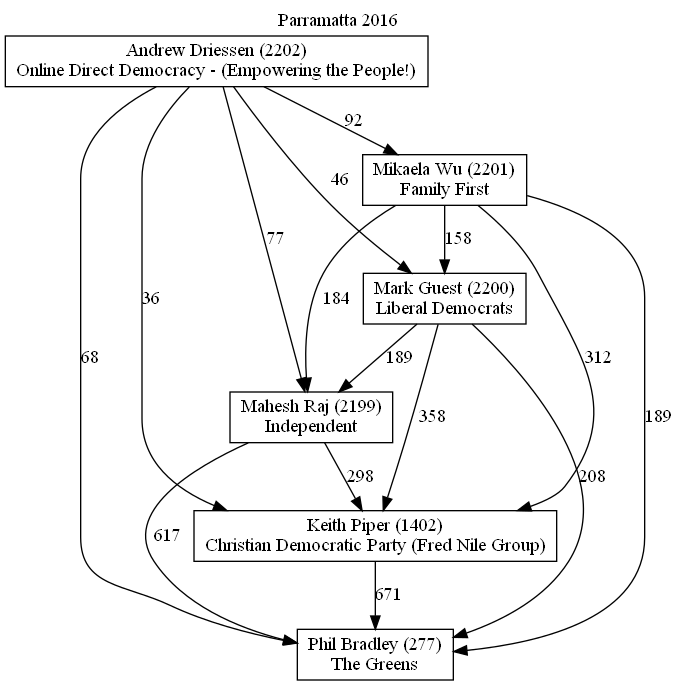 Parramatta 2016
Andrew Driessen (2202)
Online Direct Democracy - (Empowering the People!)
92
Mikaela Wu (2201)
Family First
46
77
158
Mark Guest (2200)
Liberal Democrats
36
184
68
189
312
Mahesh Raj (2199)
Independent
358
189
298
208
617
Keith Piper (1402)
Christian Democratic Party (Fred Nile Group)
671
Phil Bradley (277)
The Greens